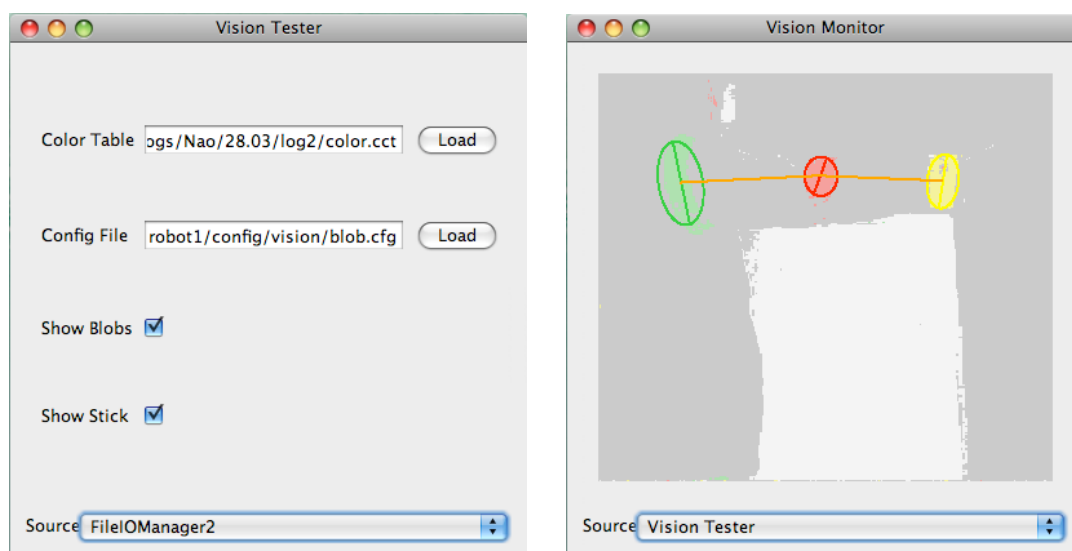 Vision Tester
Color Table ogs/Nao/28.03/log2/color.cct Load
Config File robot1/config/vision/blob.cfg Load
Show Blobs
Show Stick
Source FileIOManager2
Vision Monitor
Source Vision Tester